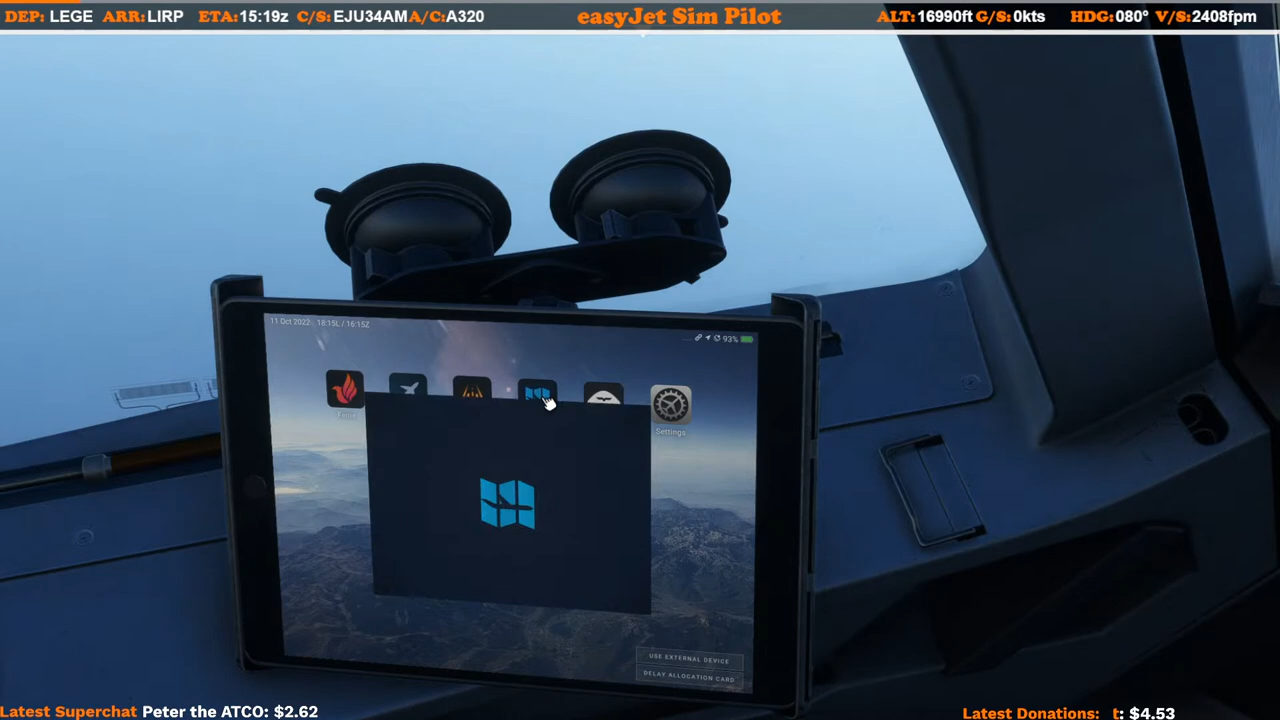 DEP: LEGE ARR: LIRP ETA: 15:19z C/S: EJU34AM A/C: A320 easyJet Sim Pilot ALT: 16990ft G/S: 0kts HDG: 080° V/S: 2408fpm
11 Oct 2022 18:15L / 16:15Z 93%
Fenix
Settings
USE EXTERNAL DEVICE
DELAY ALLOCATION CARD
Latest Superchat Peter the ATCO: $2.62 Latest Donations: t: $4.53